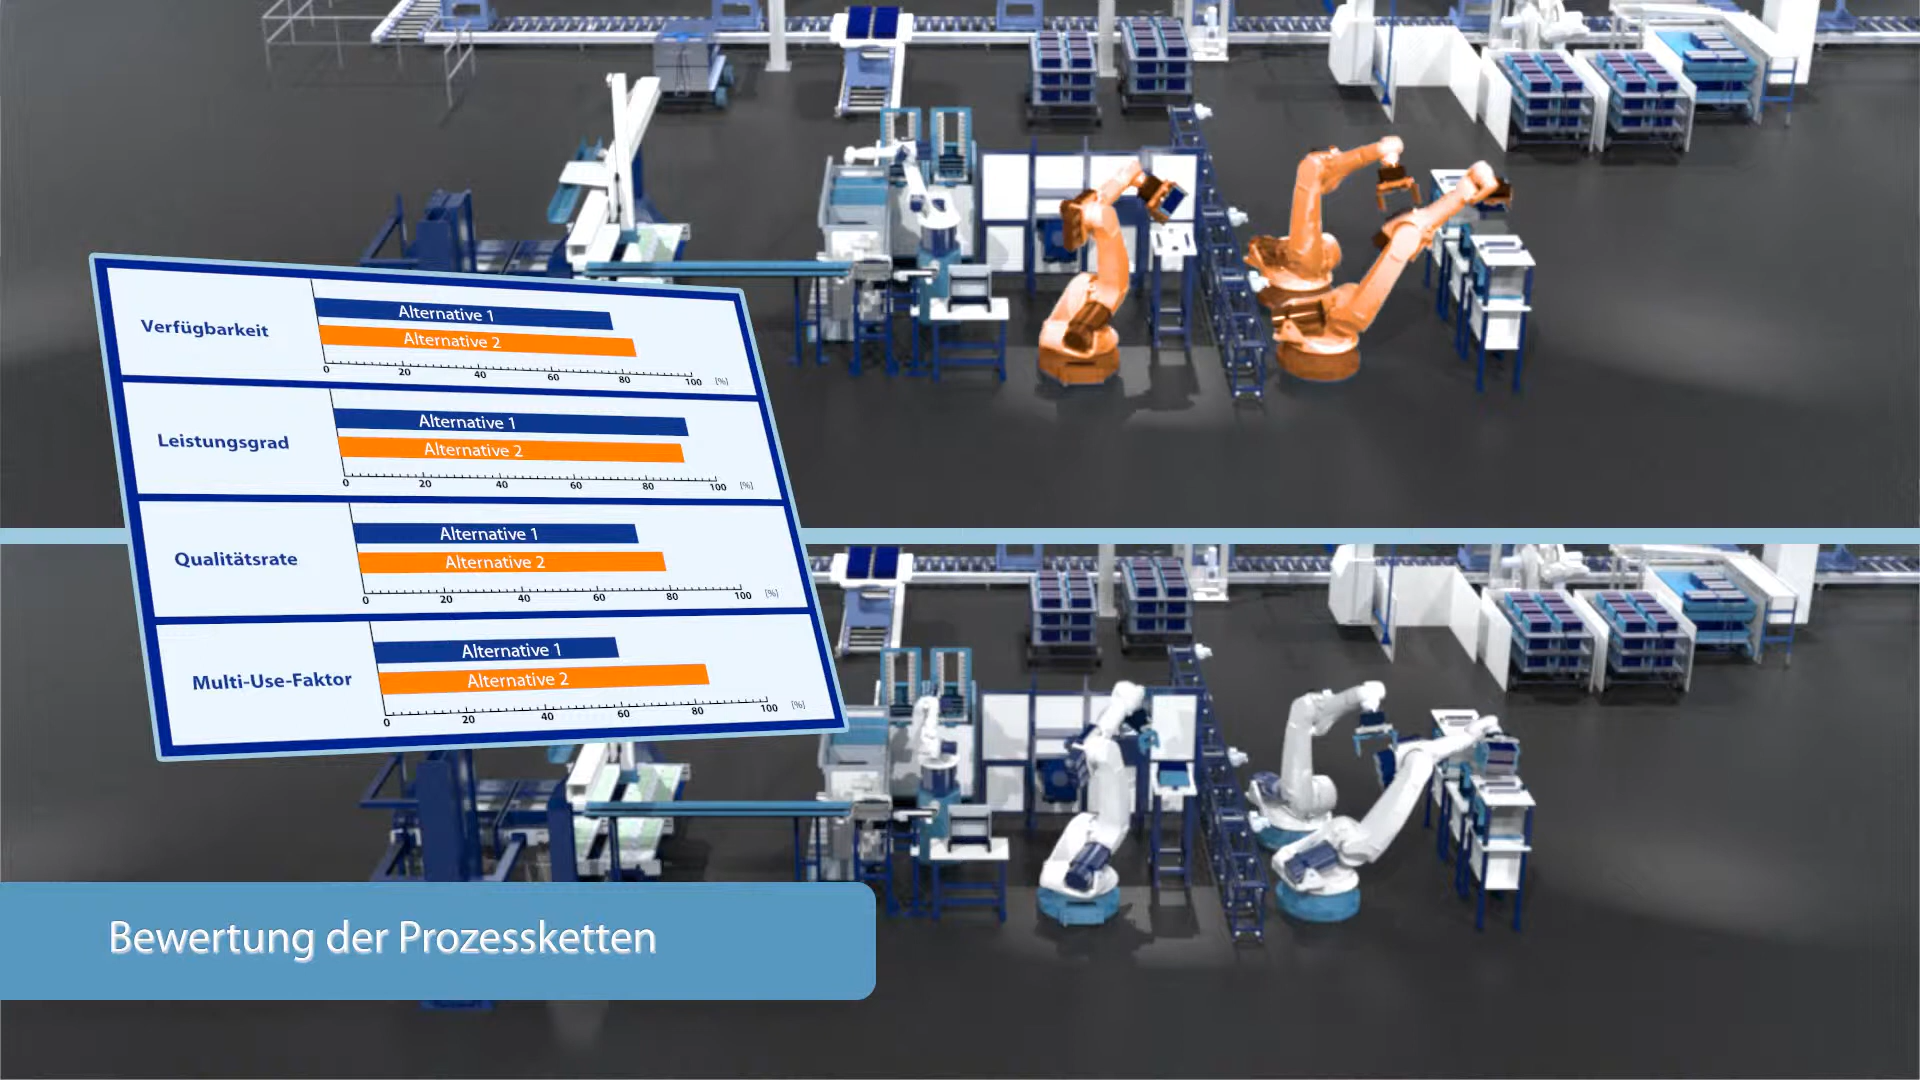 Verfügbarkeit
Alternative 1
Alternative 2
0 20 40 60 80 100 [%]
Leistungsgrad
Alternative 1
Alternative 2
0 20 40 60 80 100 [%]
Qualitätsrate
Alternative 1
Alternative 2
0 20 40 60 80 100 [%]
Multi-Use-Faktor
Alternative 1
Alternative 2
0 20 40 60 80 100 [%]
Bewertung der Prozessketten